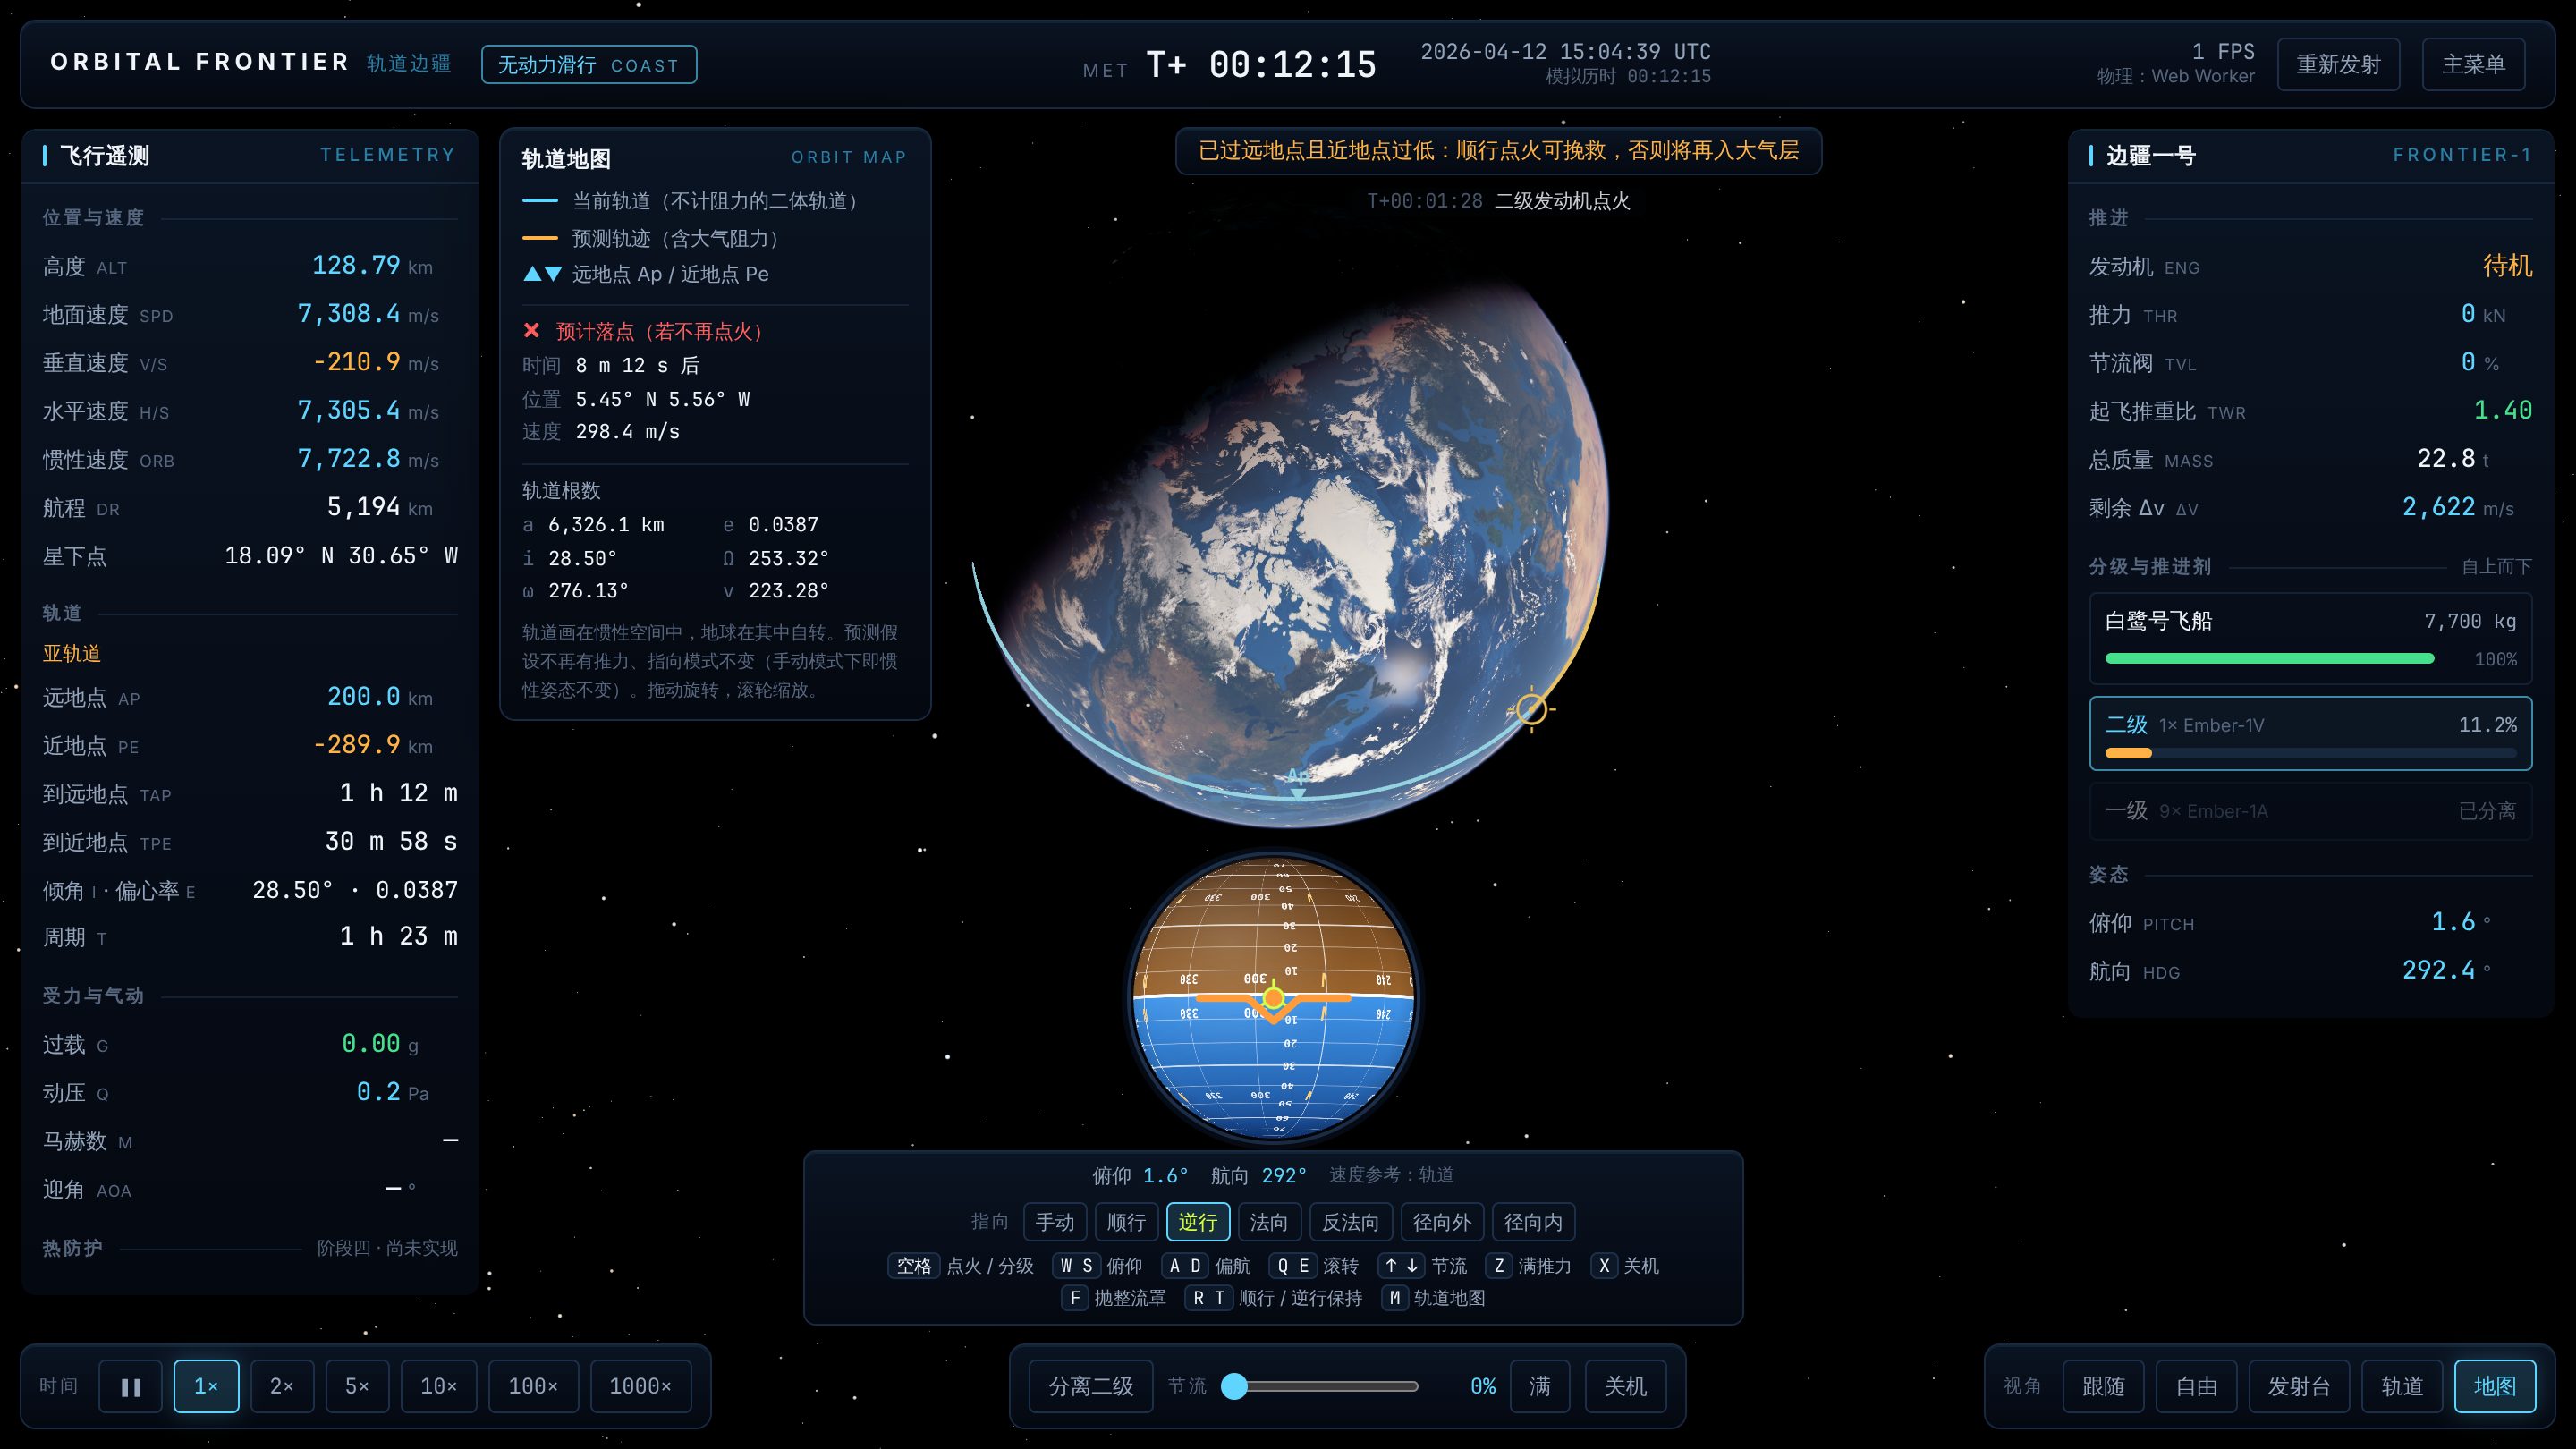 ORBITAL FRONTIER 轨道边疆 无动力滑行 COAST
MET T+ 00:12:15
2026-04-12 15:04:39 UTC
模拟历时 00:12:15
1 FPS
物理：Web Worker
重新发射 主菜单
飞行遥测 TELEMETRY
位置与速度
高度 ALT 128.79 km
地面速度 SPD 7,308.4 m/s
垂直速度 V/S -210.9 m/s
水平速度 H/S 7,305.4 m/s
惯性速度 ORB 7,722.8 m/s
航程 DR 5,194 km
星下点 18.09° N 30.65° W
轨道
亚轨道
远地点 AP 200.0 km
近地点 PE -289.9 km
到远地点 TAP 1 h 12 m
到近地点 TPE 30 m 58 s
倾角 I · 偏心率 E 28.50° · 0.0387
周期 T 1 h 23 m
受力与气动
过载 G 0.00 g
动压 Q 0.2 Pa
马赫数 M —
迎角 AOA — °
热防护 阶段四 · 尚未实现
轨道地图 ORBIT MAP
当前轨道（不计阻力的二体轨道）
预测轨迹（含大气阻力）
▲▼ 远地点 Ap / 近地点 Pe
× 预计落点（若不再点火）
时间 8 m 12 s 后
位置 5.45° N 5.56° W
速度 298.4 m/s
轨道根数
a 6,326.1 km e 0.0387
i 28.50° Ω 253.32°
ω 276.13° ν 223.28°
轨道画在惯性空间中，地球在其中自转。预测假
设不再有推力、指向模式不变（手动模式下即惯
性姿态不变）。拖动旋转，滚轮缩放。
已过远地点且近地点过低：顺行点火可挽救，否则将再入大气层
T+00:01:28 二级发动机点火
Ap
边疆一号 FRONTIER-1
推进
发动机 ENG 待机
推力 THR 0 kN
节流阀 TVL 0 %
起飞推重比 TWR 1.40
总质量 MASS 22.8 t
剩余 Δv ΔV 2,622 m/s
分级与推进剂 自上而下
白鹭号飞船 7,700 kg
100%
二级 1× Ember-1V 11.2%
一级 9× Ember-1A 已分离
姿态
俯仰 PITCH 1.6 °
航向 HDG 292.4 °
330 300 240
50
40
30
20
10
330 300 240
330 300 240
10
20
30
40
330 300 240
50
俯仰 1.6° 航向 292° 速度参考：轨道
指向 手动 顺行 逆行 法向 反法向 径向外 径向内
空格 点火 / 分级 W S 俯仰 A D 偏航 Q E 滚转 ↑ ↓ 节流 Z 满推力 X 关机
F 抛整流罩 R T 顺行 / 逆行保持 M 轨道地图
时间 1× 2× 5× 10× 100× 1000×
分离二级 节流 0% 满 关机
视角 跟随 自由 发射台 轨道 地图